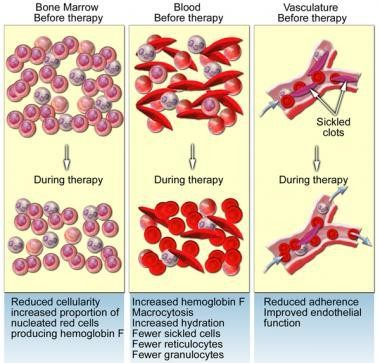 Bone Marrow
Before therapy
During therapy
Reduced cellularity
increased proportion of
nucleated red cells
producing hemoglobin F
Blood
Before therapy
During therapy
Increased hemoglobin F
Macrocytosis
Increased hydration
Fewer sickled cells
Fewer reticulocytes
Fewer granulocytes
Vasculature
Before therapy
Sickled
clots
During therapy
Reduced adherence
Improved endothelial
function